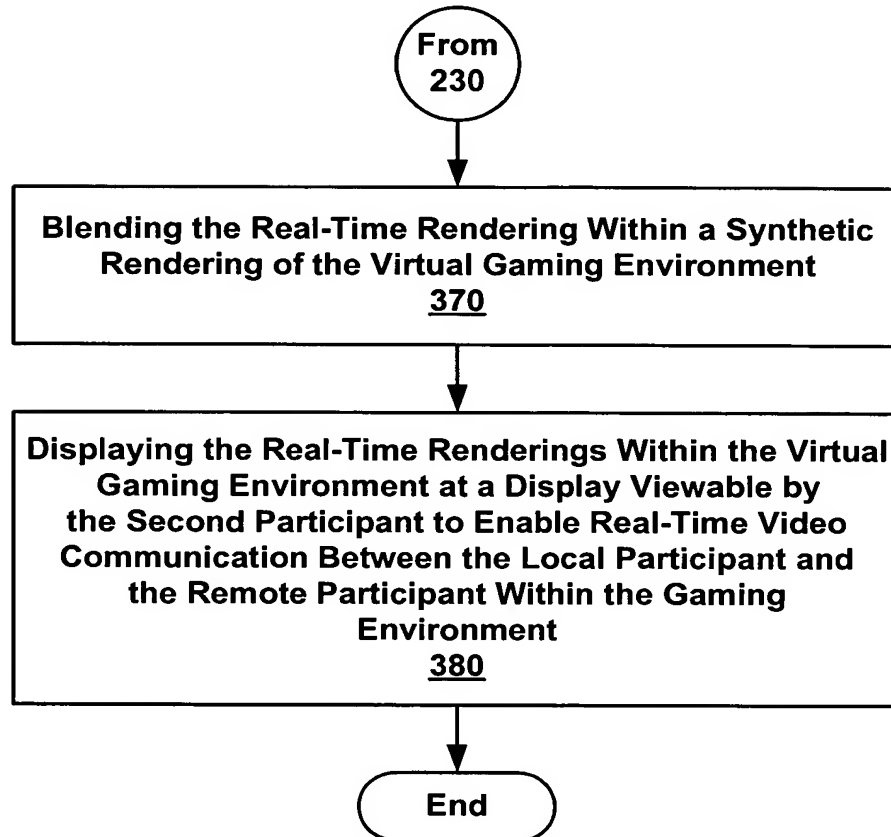 From
230
Blending the Real-Time Rendering Within a Synthetic
Rendering of the Virtual Gaming Environment
370
Displaying the Real-Time Renderings Within the Virtual
Gaming Environment at a Display Viewable by
the Second Participant to Enable Real-Time Video
Communication Between the Local Participant and
the Remote Participant Within the Gaming
Environment
380
End